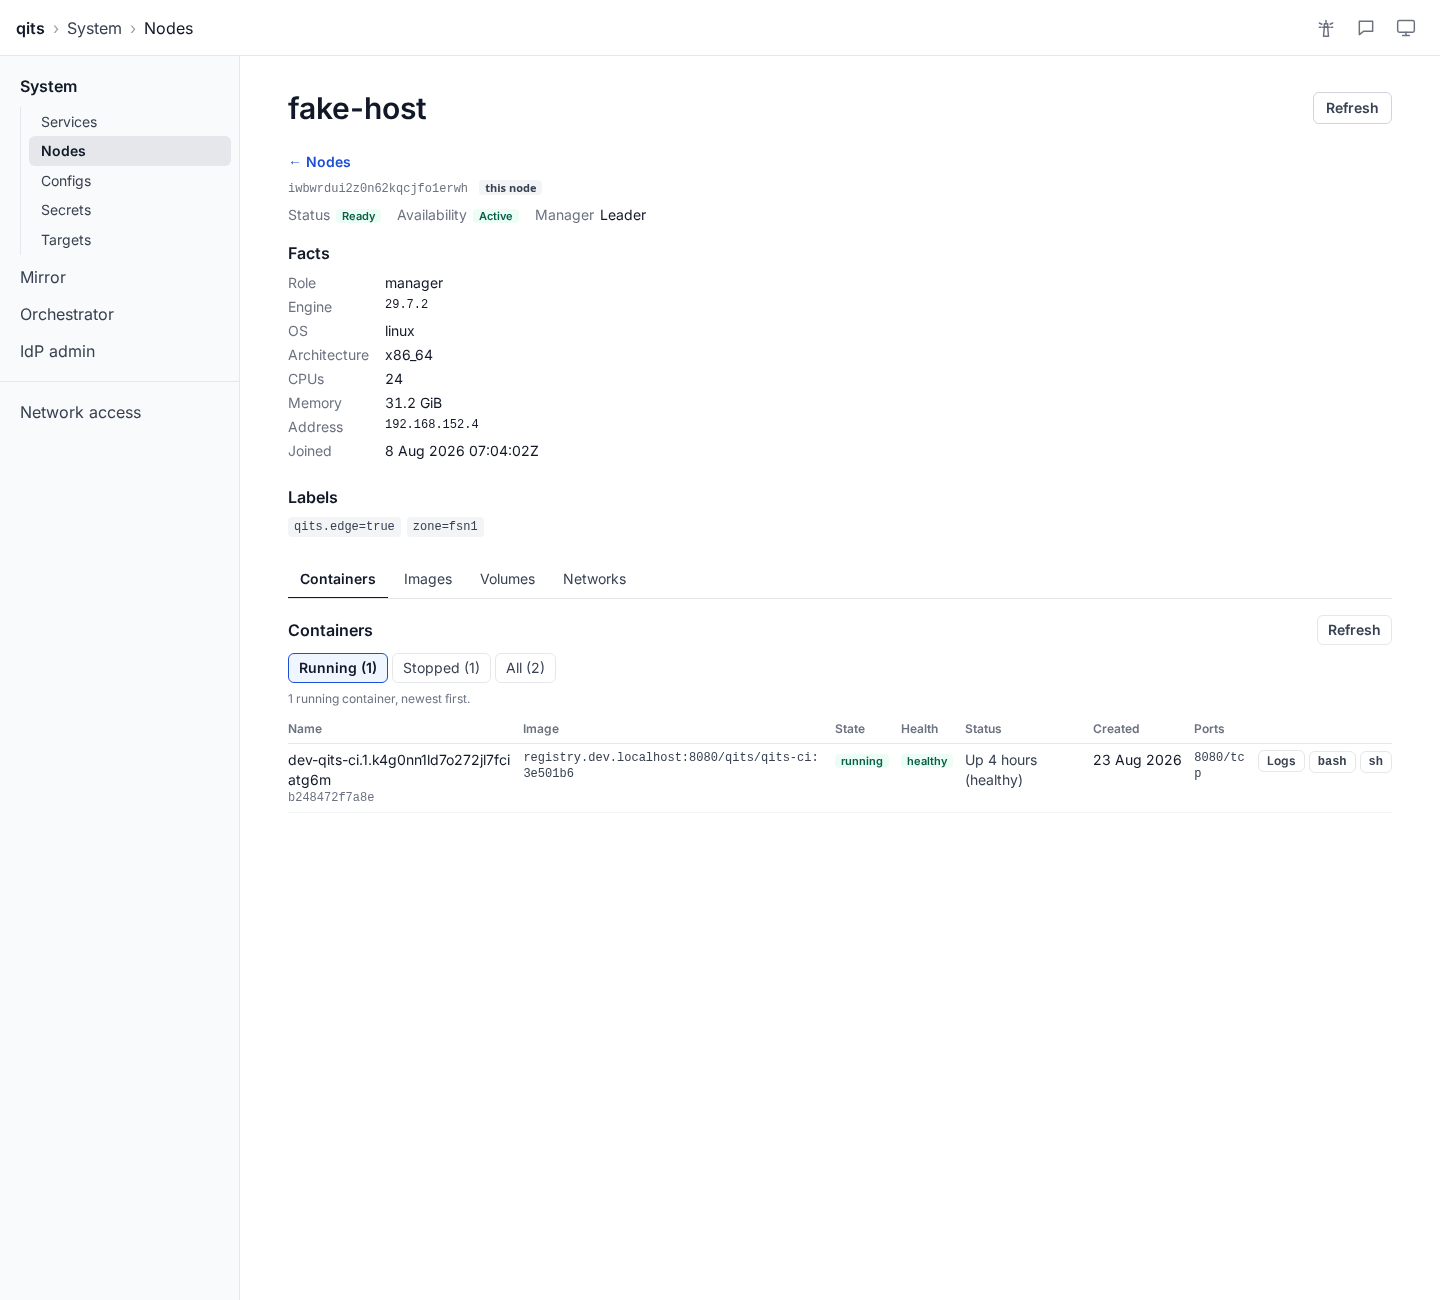 qits › System › Nodes
System
Services
Nodes
Configs
Secrets
Targets
Mirror
Orchestrator
IdP admin
Network access
fake-host
Refresh
← Nodes
iwbwrdui2z0n62kqcjfo1erwh this node
Status Ready Availability Active Manager Leader
Facts
Role manager
Engine 29.7.2
OS linux
Architecture x86_64
CPUs 24
Memory 31.2 GiB
Address 192.168.152.4
Joined 8 Aug 2026 07:04:02Z
Labels
qits.edge=true zone=fsn1
Containers Images Volumes Networks
Containers
Refresh
Running (1) Stopped (1) All (2)
1 running container, newest first.
Name Image State Health Status Created Ports
dev-qits-ci.1.k4g0nn1ld7o272jl7fci registry.dev.localhost:8080/qits/qits-ci: running healthy Up 4 hours 23 Aug 2026 8080/tc Logs bash sh
atg6m 3e501b6 (healthy) p
b248472f7a8e